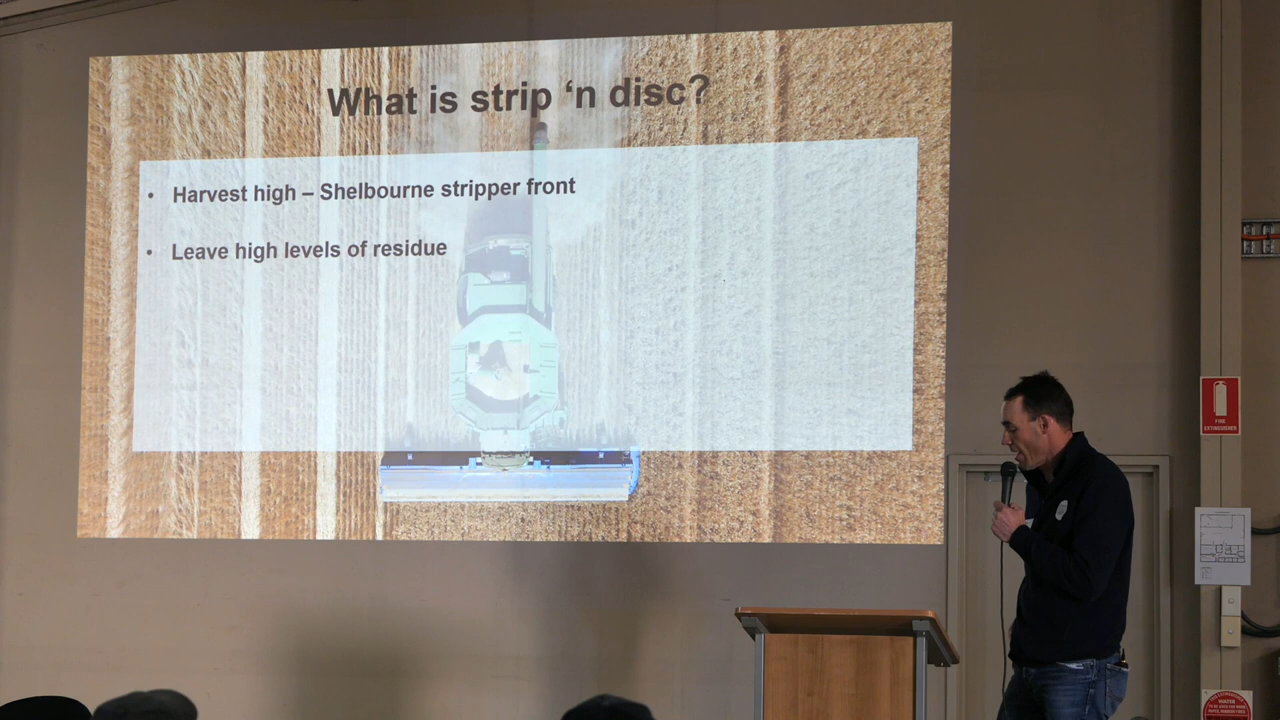 What is strip ‘n disc?
• Harvest high – Shelbourne stripper front
• Leave high levels of residue
FIRE
EXTINGUISHER